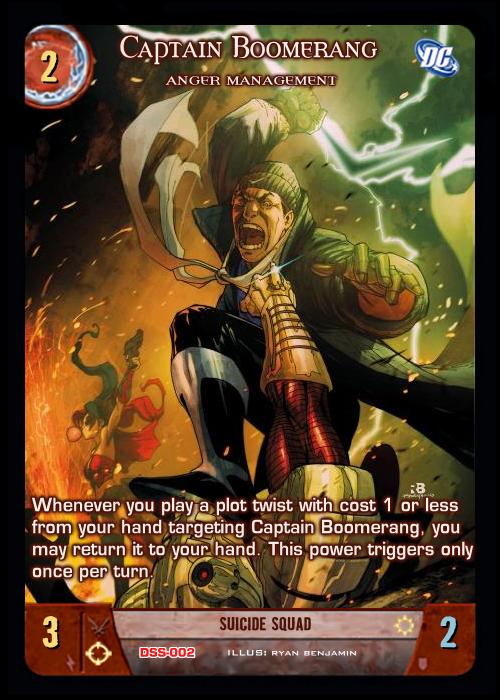 2
Captain Boomerang
DC
Anger Management
Whenever you play a plot twist with cost 1 or less
from your hand targeting Captain Boomerang, you
may return it to your hand. This power triggers only
once per turn.
3
SUICIDE SQUAD
2
DSS-002
ILLUS: RYAN BENJAMIN